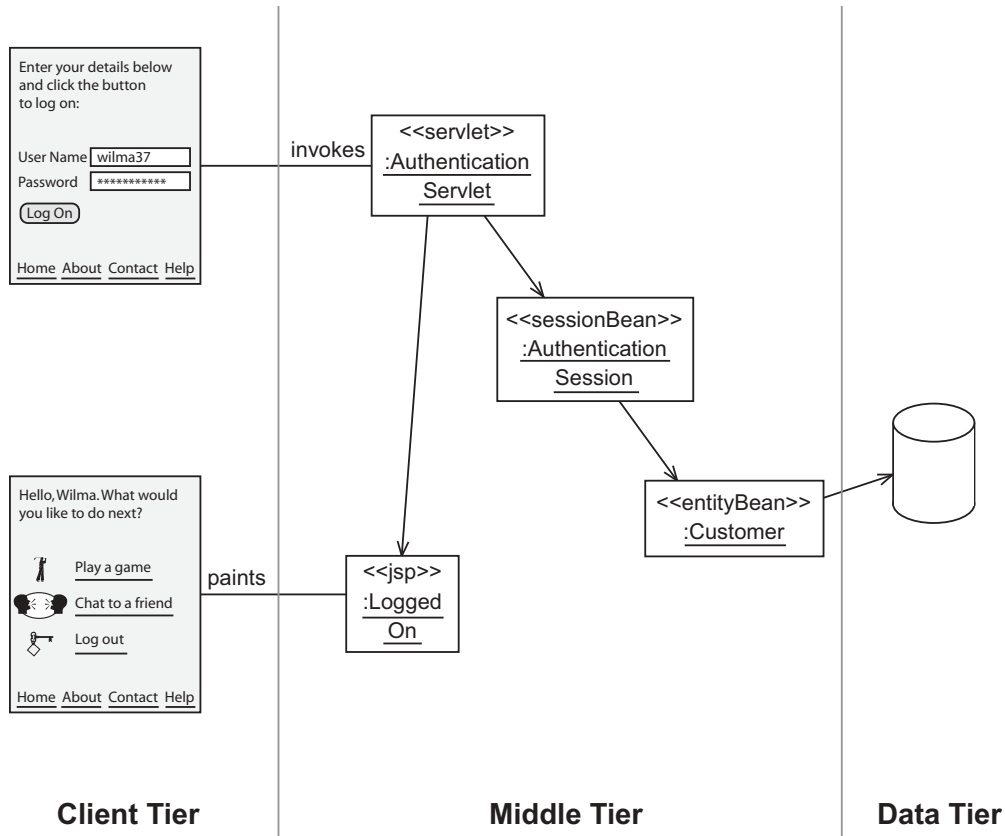 Enter your details below
and click the button
to log on:
User Name wilma37
Password ***********
Log On
Home About Contact Help
invokes
<<servlet>>
:Authentication
Servlet
<<sessionBean>>
:Authentication
Session
<<entityBean>>
:Customer
Hello, Wilma. What would
you like to do next?
Play a game
Chat to a friend
Log out
Home About Contact Help
paints
<<jsp>>
:Logged
On
Client Tier
Middle Tier
Data Tier